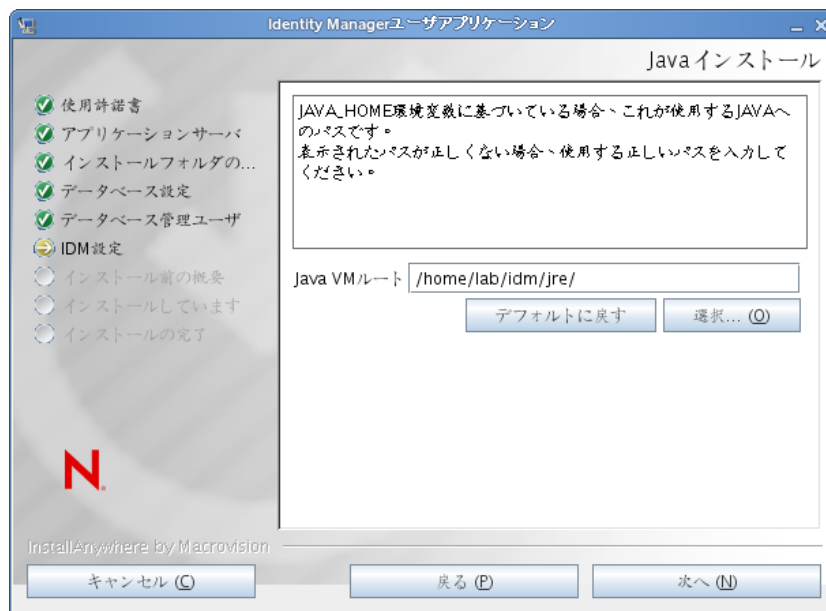 Identity Managerユーザアプリケーション
Javaインストール
使用許諾書
アプリケーションサーバ
インストールフォルダの...
データベース設定
データベース管理ユーザ
IDM設定
インストール前の概要
インストールしています
インストールの完了
JAVA_HOME環境変数に基づいている場合、これが使用するJAVAへ
のパスです。
表示されたパスが正しくない場合、使用する正しいパスを入力して
ください。
Java VMルート /home/lab/idm/jre/
デフォルトに戻す 選択... (O)
N
InstallAnywhere by Macrovision
キャンセル (C) 戻る (P) 次へ (N)